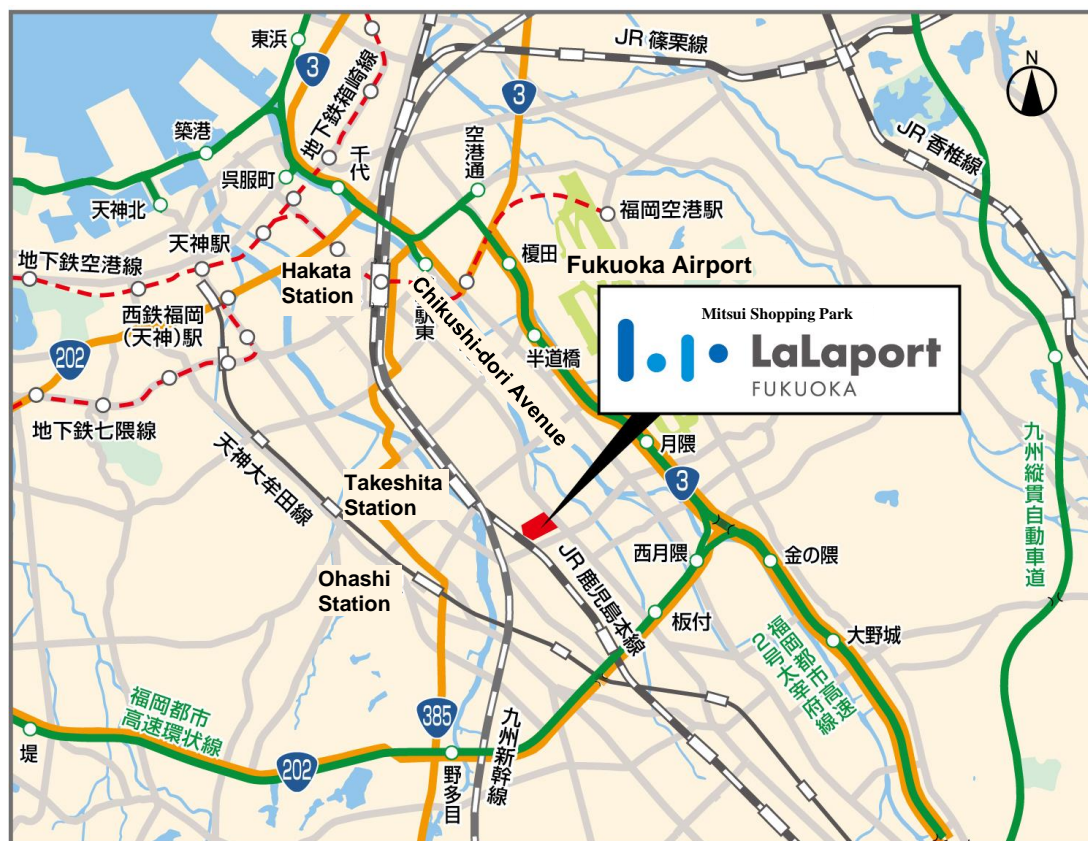 東浜
3
地下鉄箱崎線
3
JR 篠栗線
N
築港
千代
空港通
JR 香椎線
呉服町
天神北
福岡空港駅
天神駅
地下鉄空港線
榎田
Hakata
Station
Fukuoka Airport
駅東
Chikushi-dori Avenue
西鉄福岡
(天神)駅
Mitsui Shopping Park
LaLaport
FUKUOKA
202
半道橋
地下鉄七隈線
月隈
九州縦貫自動車道
天神大牟田線
Takeshita
Station
3
西月隈
金の隈
JR 鹿児島本線
Ohashi
Station
板付
大野城
福岡都市高速
2号太宰府線
福岡都市
高速環状線
385
九州新幹線
堤
202
野多目